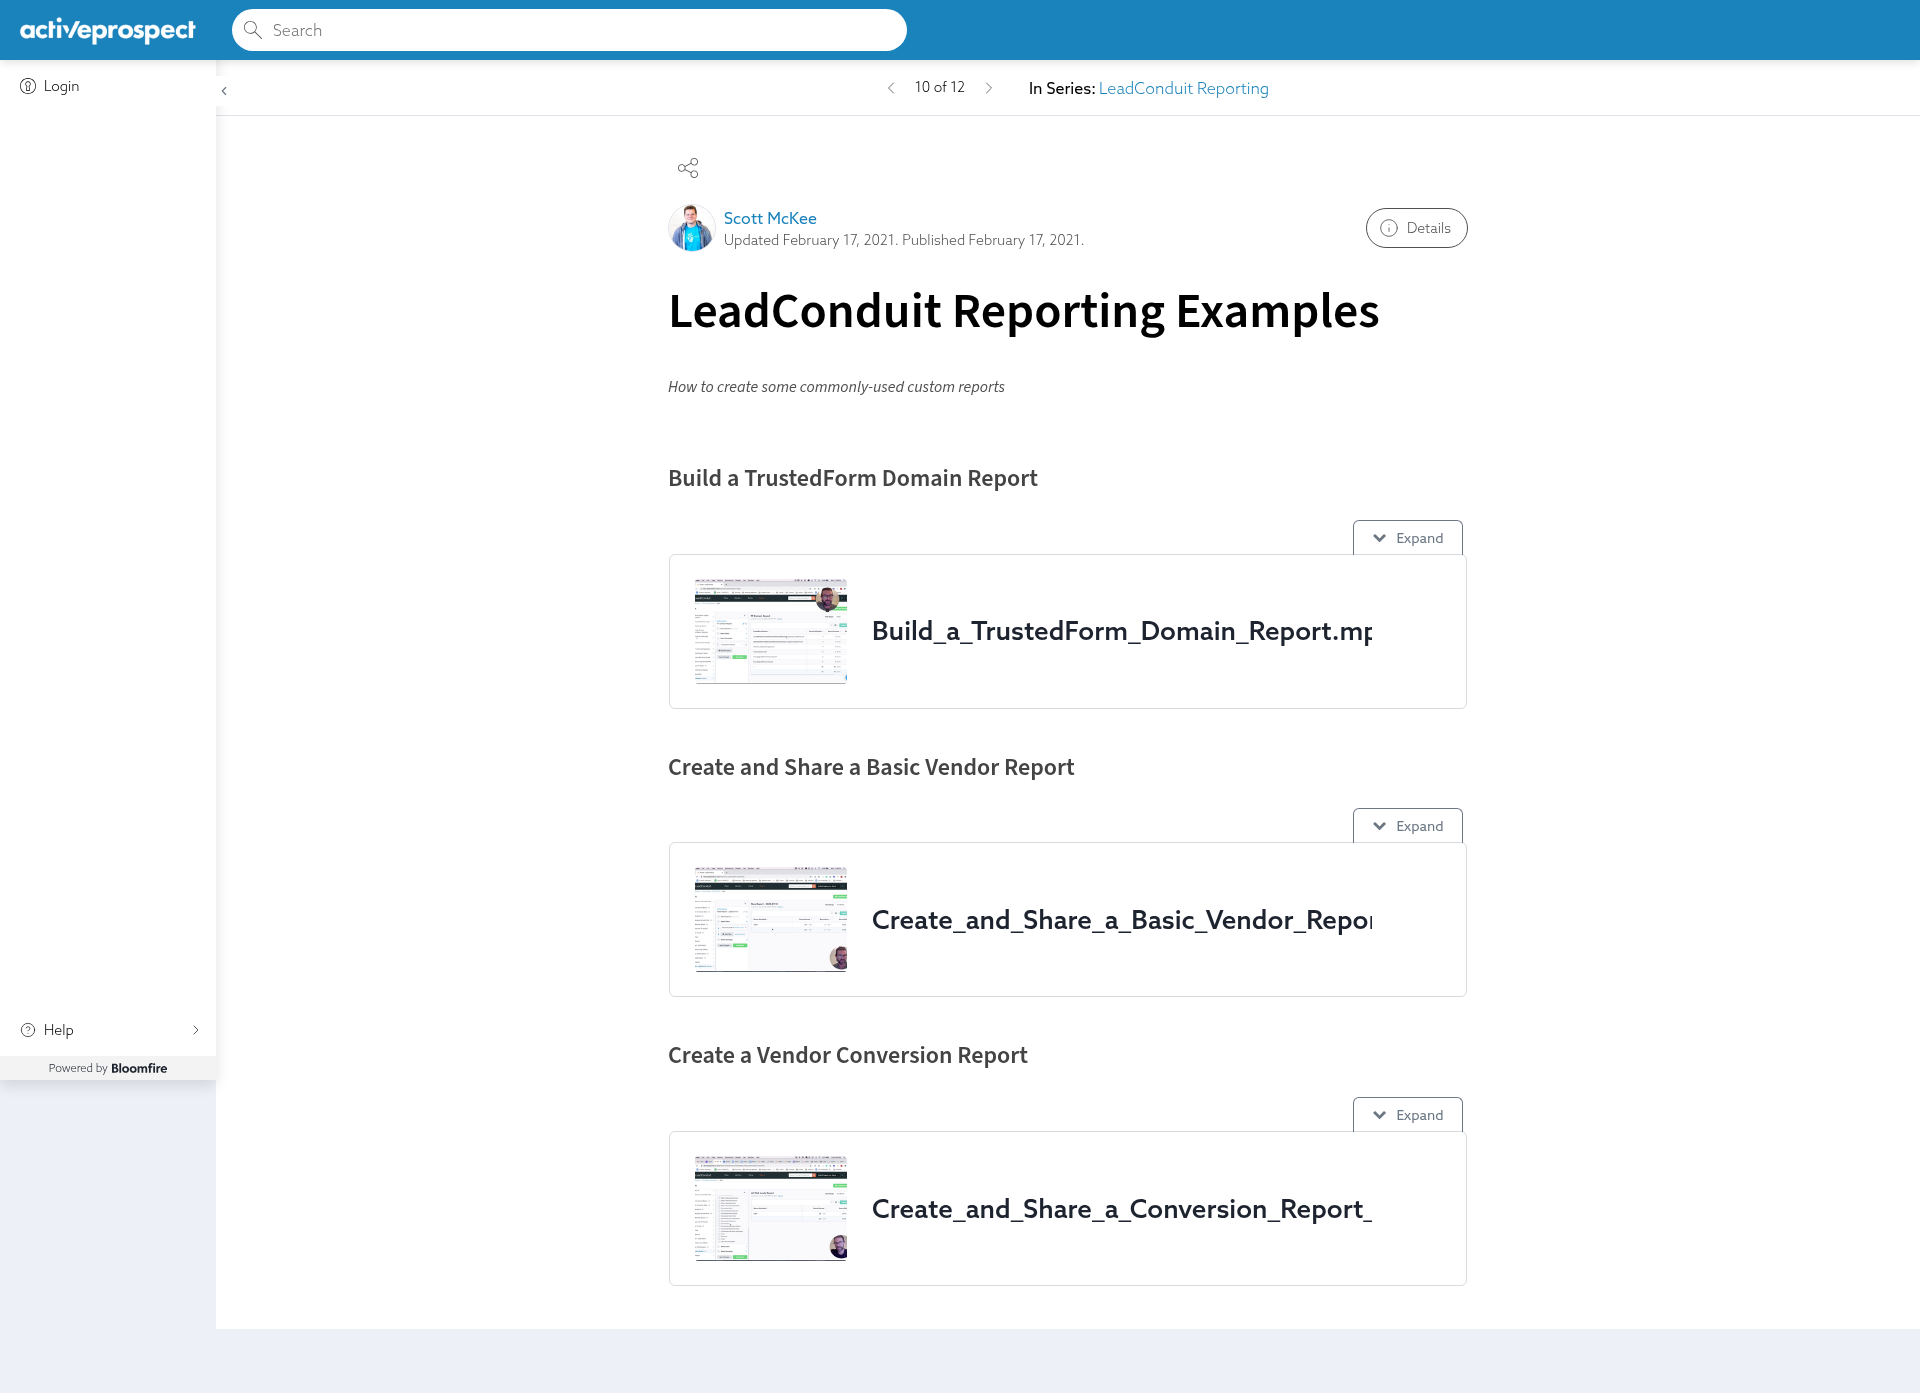 activeprospect
Search
Login
10 of 12
In Series: LeadConduit Reporting
Scott McKee
Updated February 17, 2021. Published February 17, 2021.
Details
LeadConduit Reporting Examples
How to create some commonly-used custom reports
Build a TrustedForm Domain Report
Expand
Build_a_TrustedForm_Domain_Report.mp
Create and Share a Basic Vendor Report
Expand
Create_and_Share_a_Basic_Vendor_Repor
Create a Vendor Conversion Report
Expand
Create_and_Share_a_Conversion_Report_
Help
Powered by Bloomfire